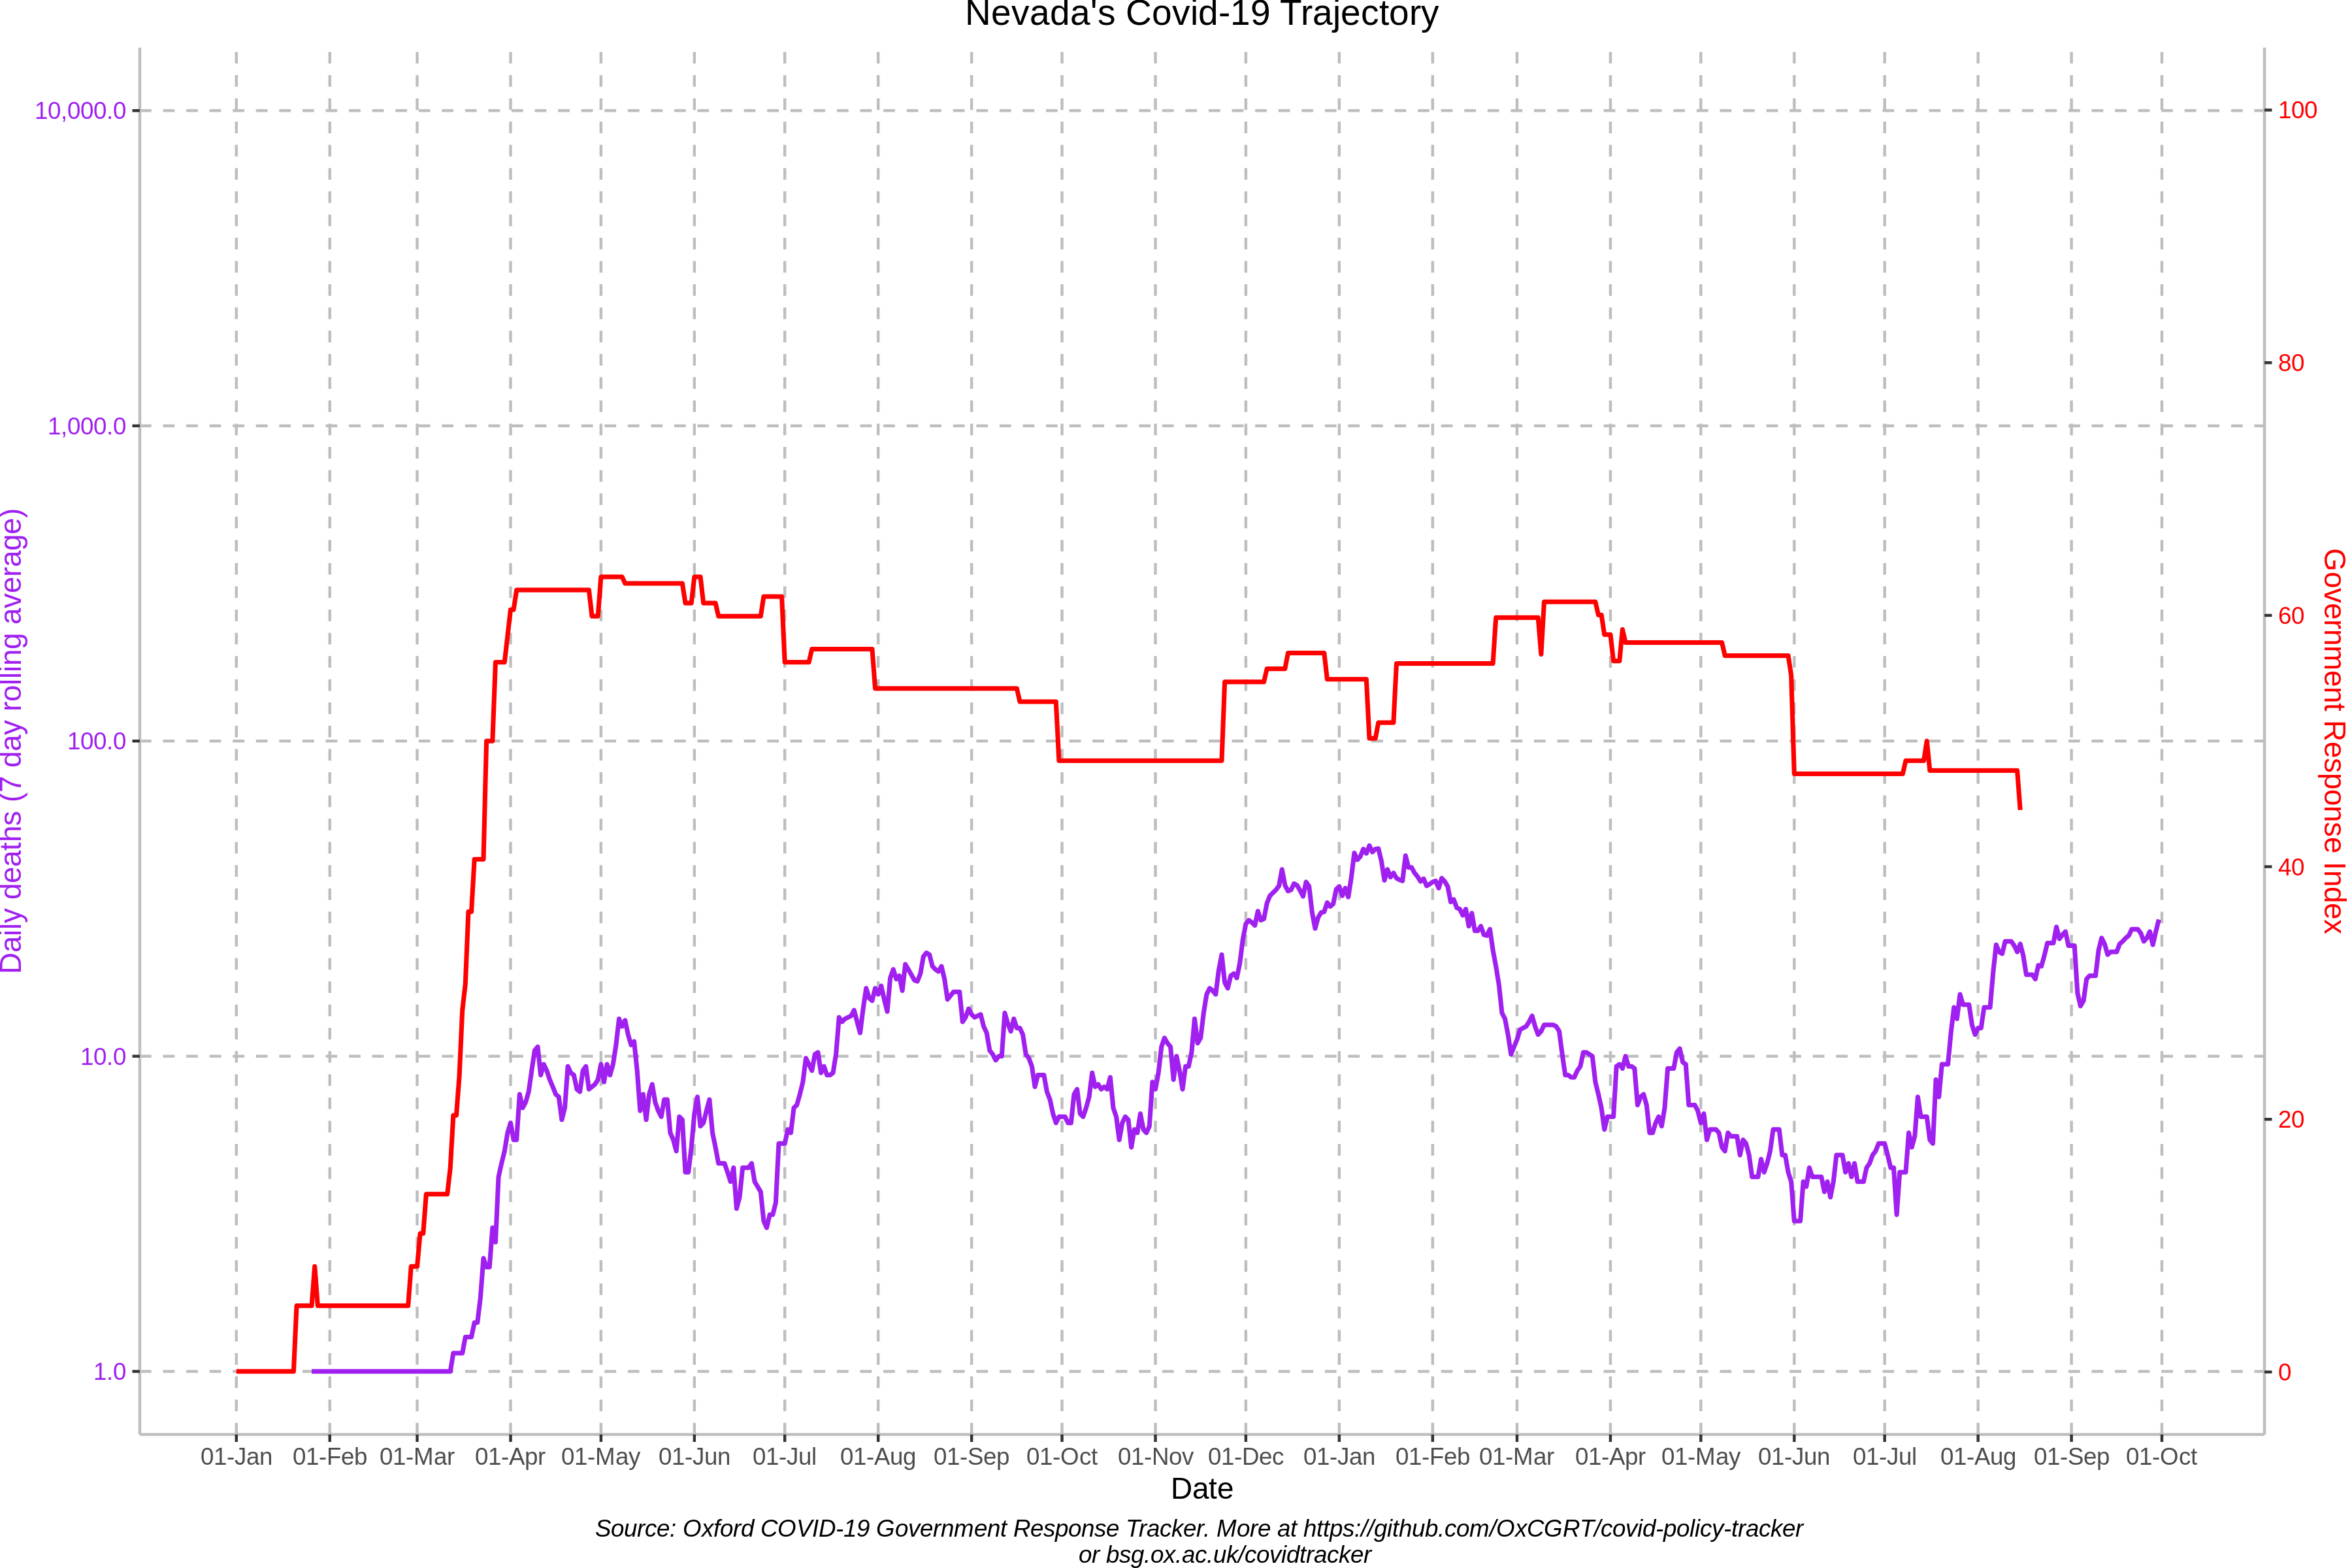 Nevada's Covid-19 Trajectory
10,000.0
1,000.0
100.0
10.0
1.0
Daily deaths (7 day rolling average)
100
80
60
40
20
0
Government Response Index
01-Jan 01-Feb 01-Mar 01-Apr 01-May 01-Jun 01-Jul 01-Aug 01-Sep 01-Oct 01-Nov 01-Dec 01-Jan 01-Feb 01-Mar 01-Apr 01-May 01-Jun 01-Jul 01-Aug 01-Sep 01-Oct
Date
Source: Oxford COVID-19 Government Response Tracker. More at https://github.com/OxCGRT/covid-policy-tracker
or bsg.ox.ac.uk/covidtracker